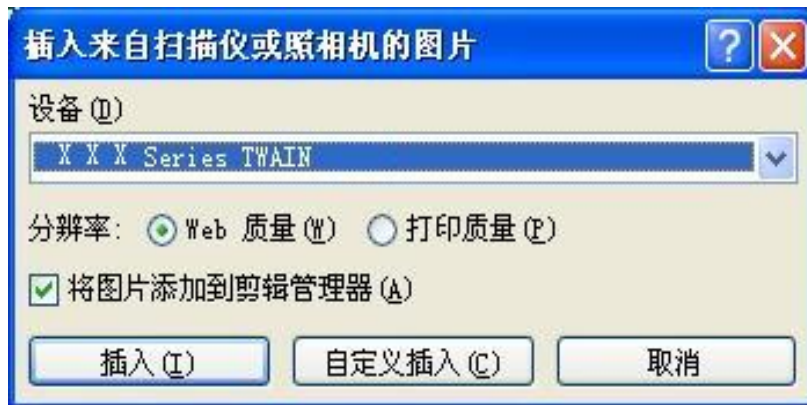 插入来自扫描仪或照相机的图片
设备(D)
X X X Series TWAIN
分辨率: Web 质量(W) 打印质量(P)
将图片添加到剪辑管理器(A)
插入(I) 自定义插入(C) 取消